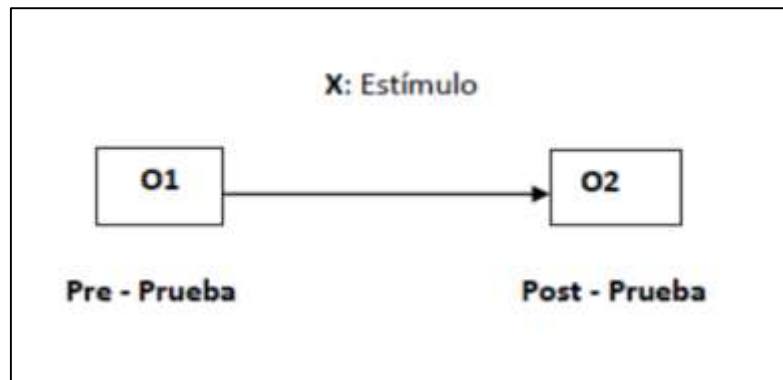 X: Estímulo
O1
O2
Pre - Prueba
Post - Prueba